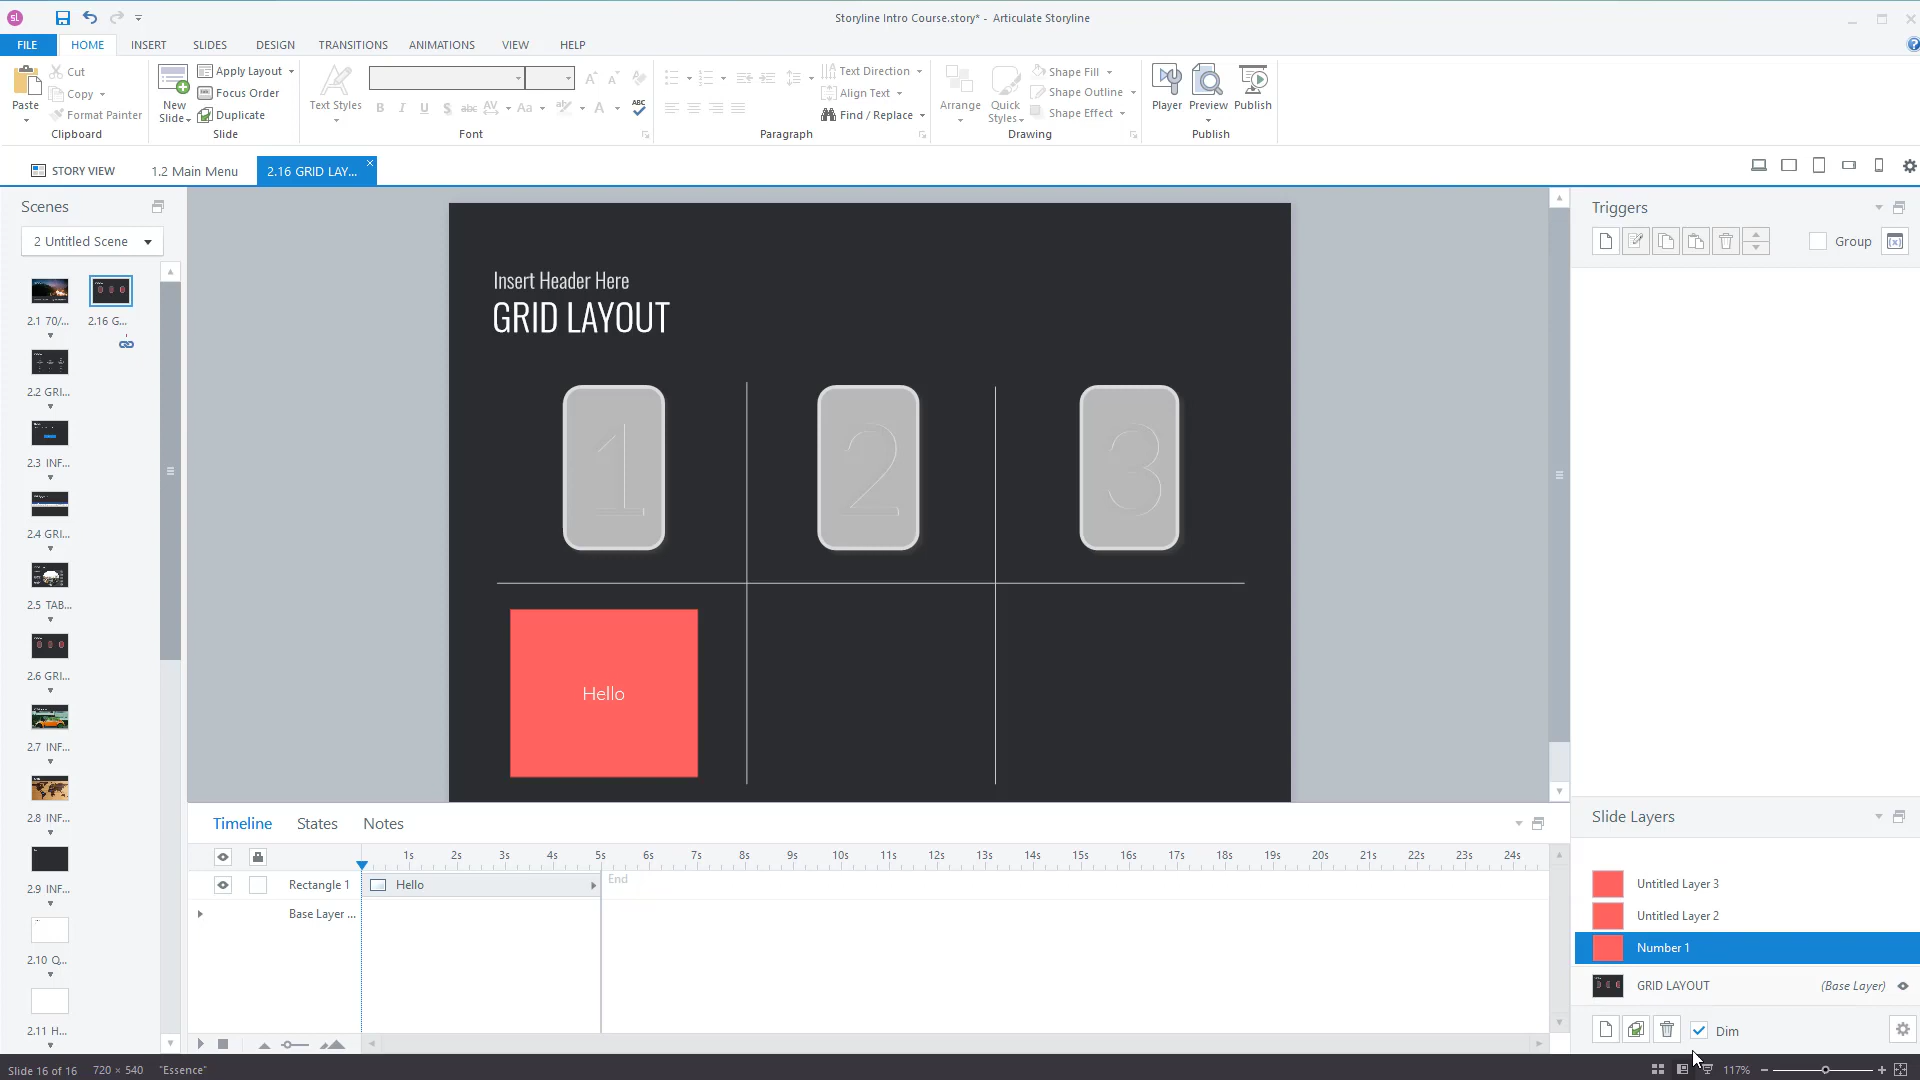 sl
Storyline Intro Course.story* - Articulate Storyline
FILE HOME INSERT SLIDES DESIGN TRANSITIONS ANIMATIONS VIEW HELP
Paste
Cut
Copy
Format Painter
Clipboard
New Slide
Apply Layout
Focus Order
Duplicate
Slide
Text Styles
B I U S abc AV Aa A ABC
Font
Text Direction
Align Text
Find / Replace
Paragraph
Arrange
Quick Styles
Shape Fill
Shape Outline
Shape Effect
Drawing
Player
Preview
Publish
Publish
STORY VIEW
1.2 Main Menu
2.16 GRID LAY...
Scenes
2 Untitled Scene
2.1 70/...
2.16 G...
2.2 GRI...
2.3 INF...
2.4 GRI...
2.5 TAB...
2.6 GRI...
2.7 INF...
2.8 INF...
2.9 INF...
2.10 Q...
2.11 H...
Insert Header Here
GRID LAYOUT
1 2 3
Hello
Triggers
Group
Timeline States Notes
1s 2s 3s 4s 5s 6s 7s 8s 9s 10s 11s 12s 13s 14s 15s 16s 17s 18s 19s 20s 21s 22s 23s 24s
Rectangle 1
Hello
End
Base Layer ...
Slide Layers
Untitled Layer 3
Untitled Layer 2
Number 1
GRID LAYOUT (Base Layer)
Dim
Slide 16 of 16 720 × 540 "Essence"
117%